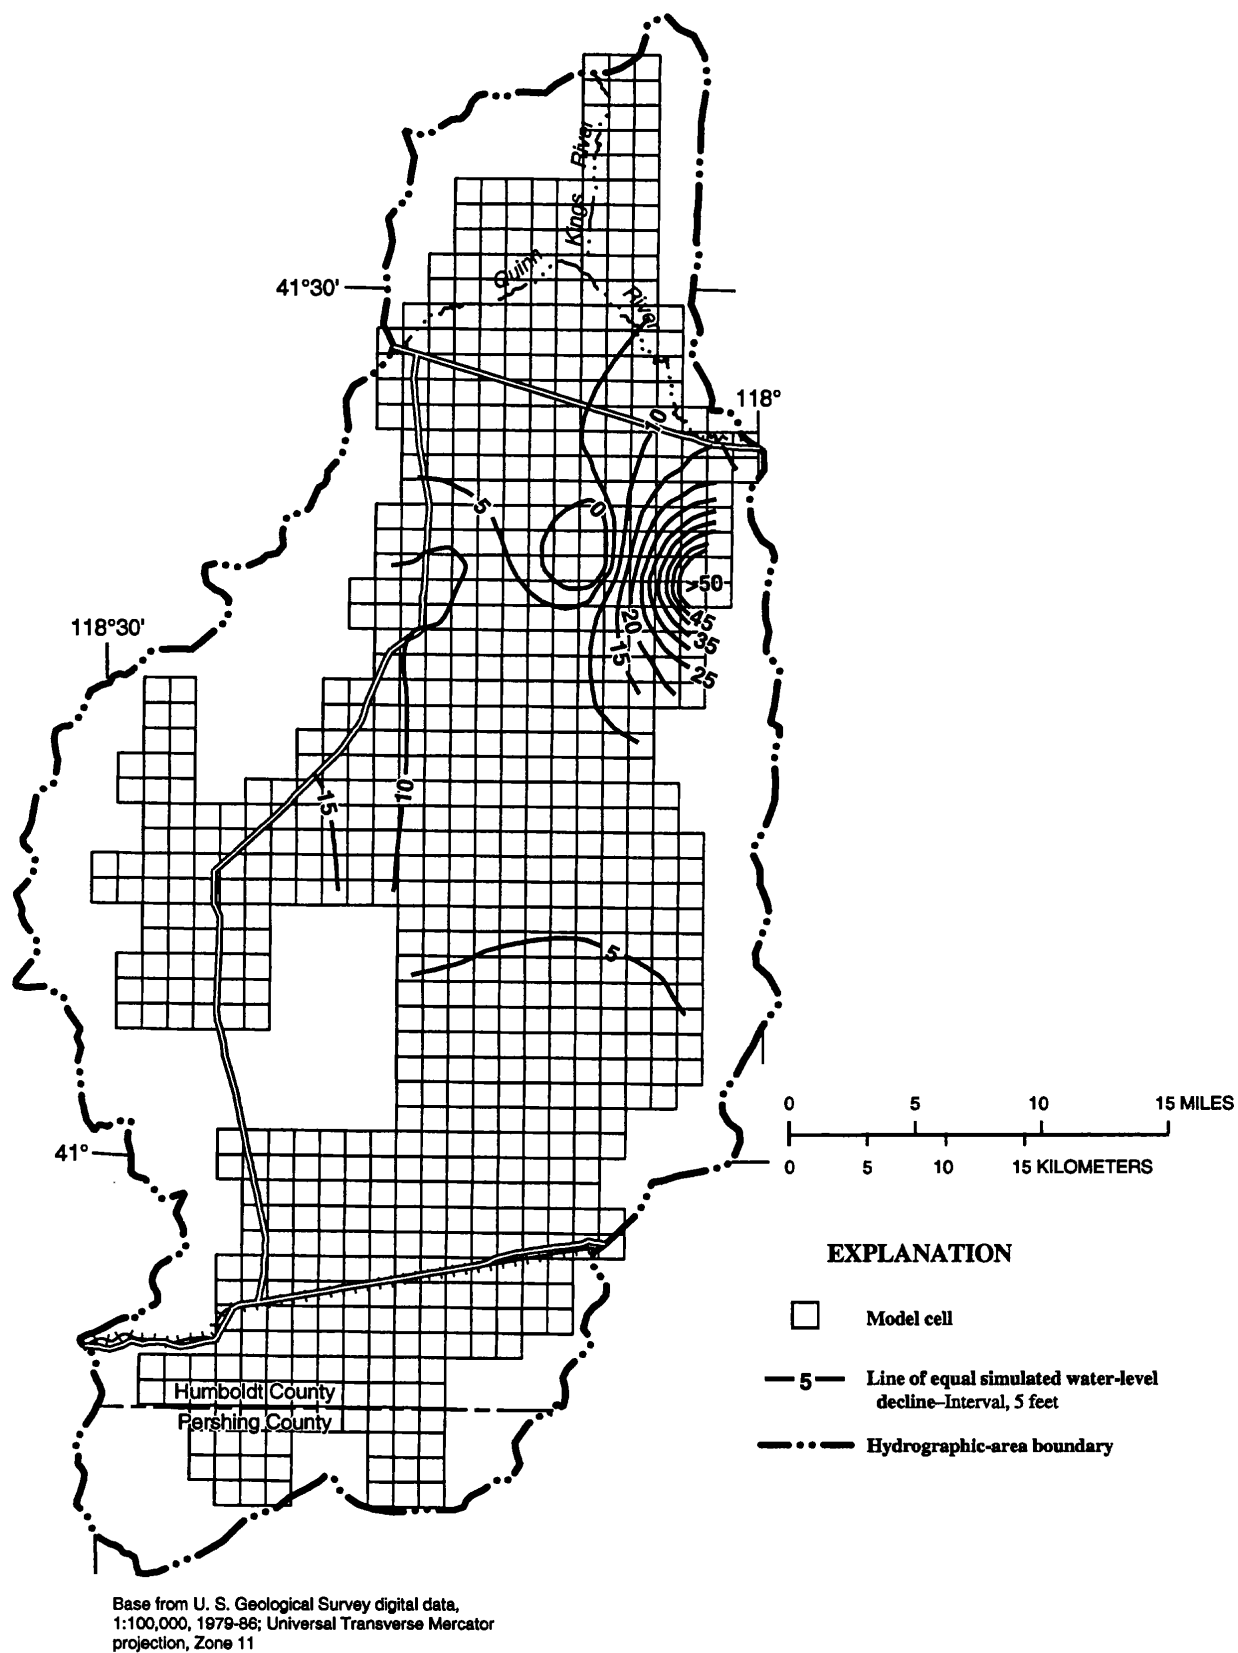 Kings River
Quinn
River
41°30'
118°
10
5
0
>50
20
45
35
15
25
118°30'
15
10
5
0 5 10 15 MILES
0 5 10 15 KILOMETERS
41°
EXPLANATION
Model cell
5 Line of equal simulated water-level
decline–Interval, 5 feet
Hydrographic-area boundary
Humboldt County
Pershing County
Base from U. S. Geological Survey digital data,
1:100,000, 1979-86; Universal Transverse Mercator
projection, Zone 11